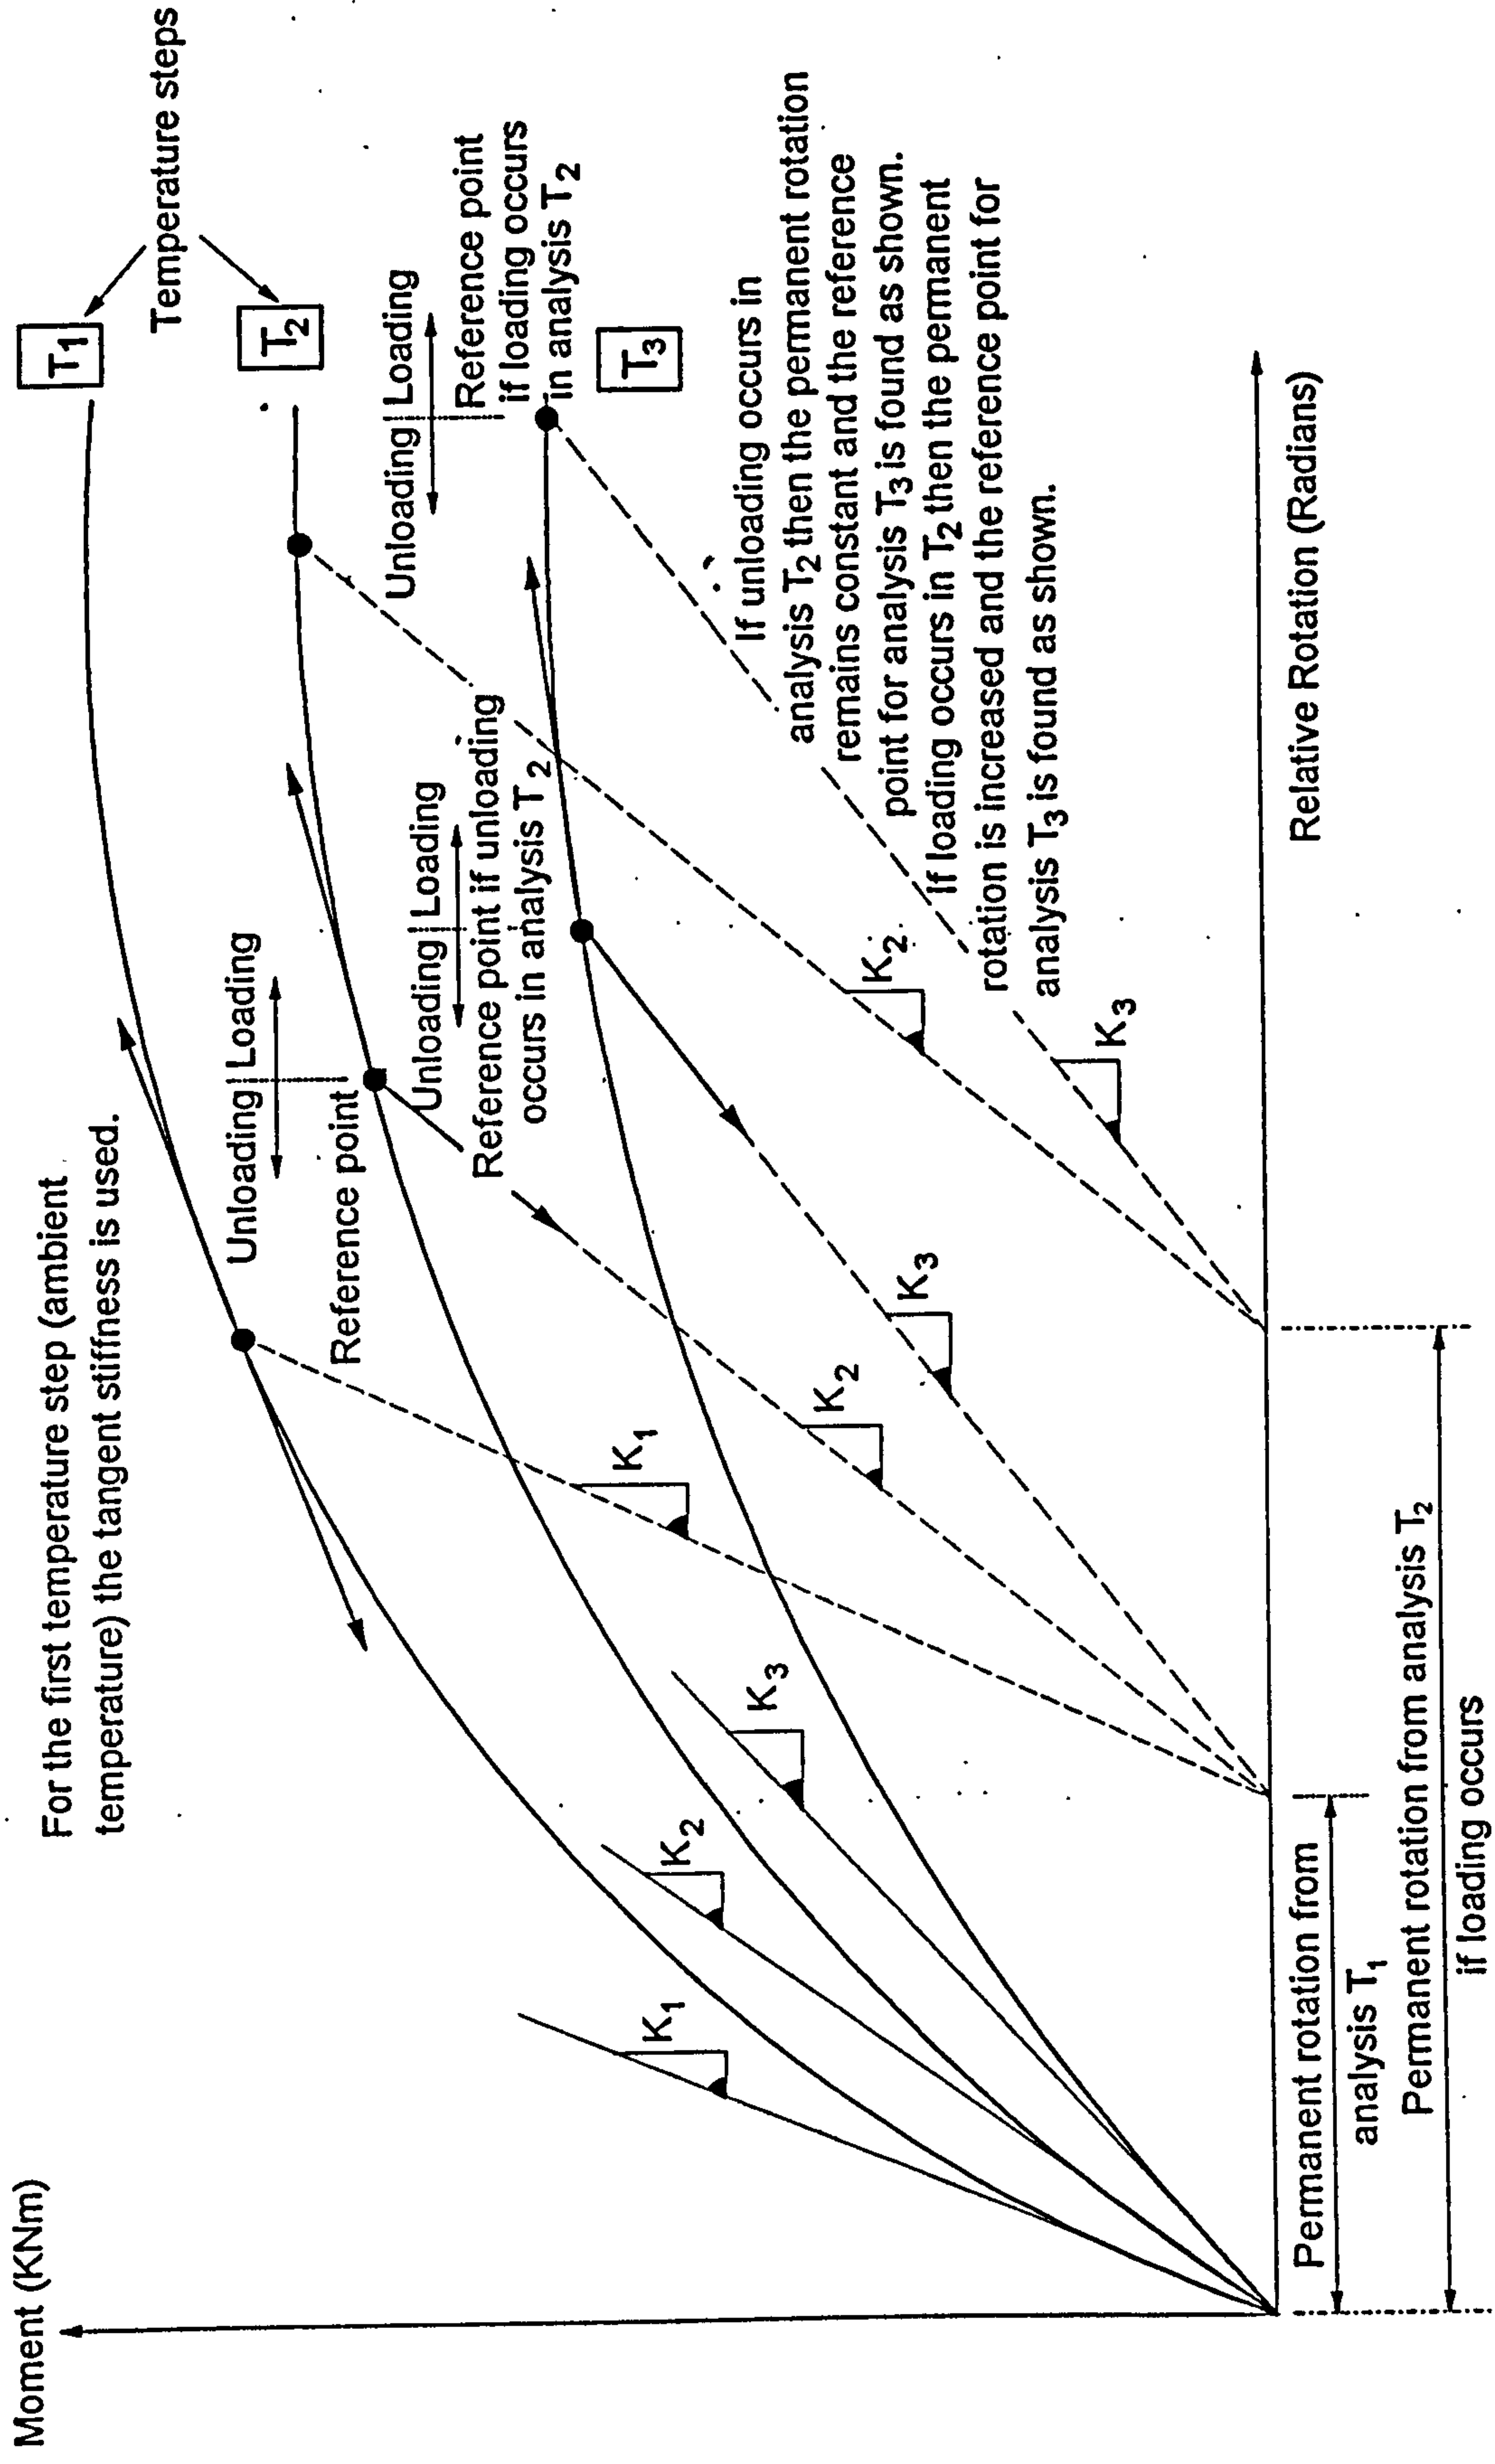 Moment (KNm)
For the first temperature step (ambient
temperature) the tangent stiffness is used.
T1
Temperature steps
T2
Unloading Loading
Reference point
Unloading Loading
Reference point
if loading occurs
in analysis T2
Unloading Loading
Reference point if unloading
occurs in analysis T2
T3
If unloading occurs in
analysis T2 then the permanent rotation
remains constant and the reference
point for analysis T3 is found as shown.
If loading occurs in T2 then the permanent
rotation is increased and the reference point for
analysis T3 is found as shown.
K1
K2
K3
K1
K2
K3
K2
K3
Relative Rotation (Radians)
Permanent rotation from
analysis T1
Permanent rotation from analysis T2
if loading occurs